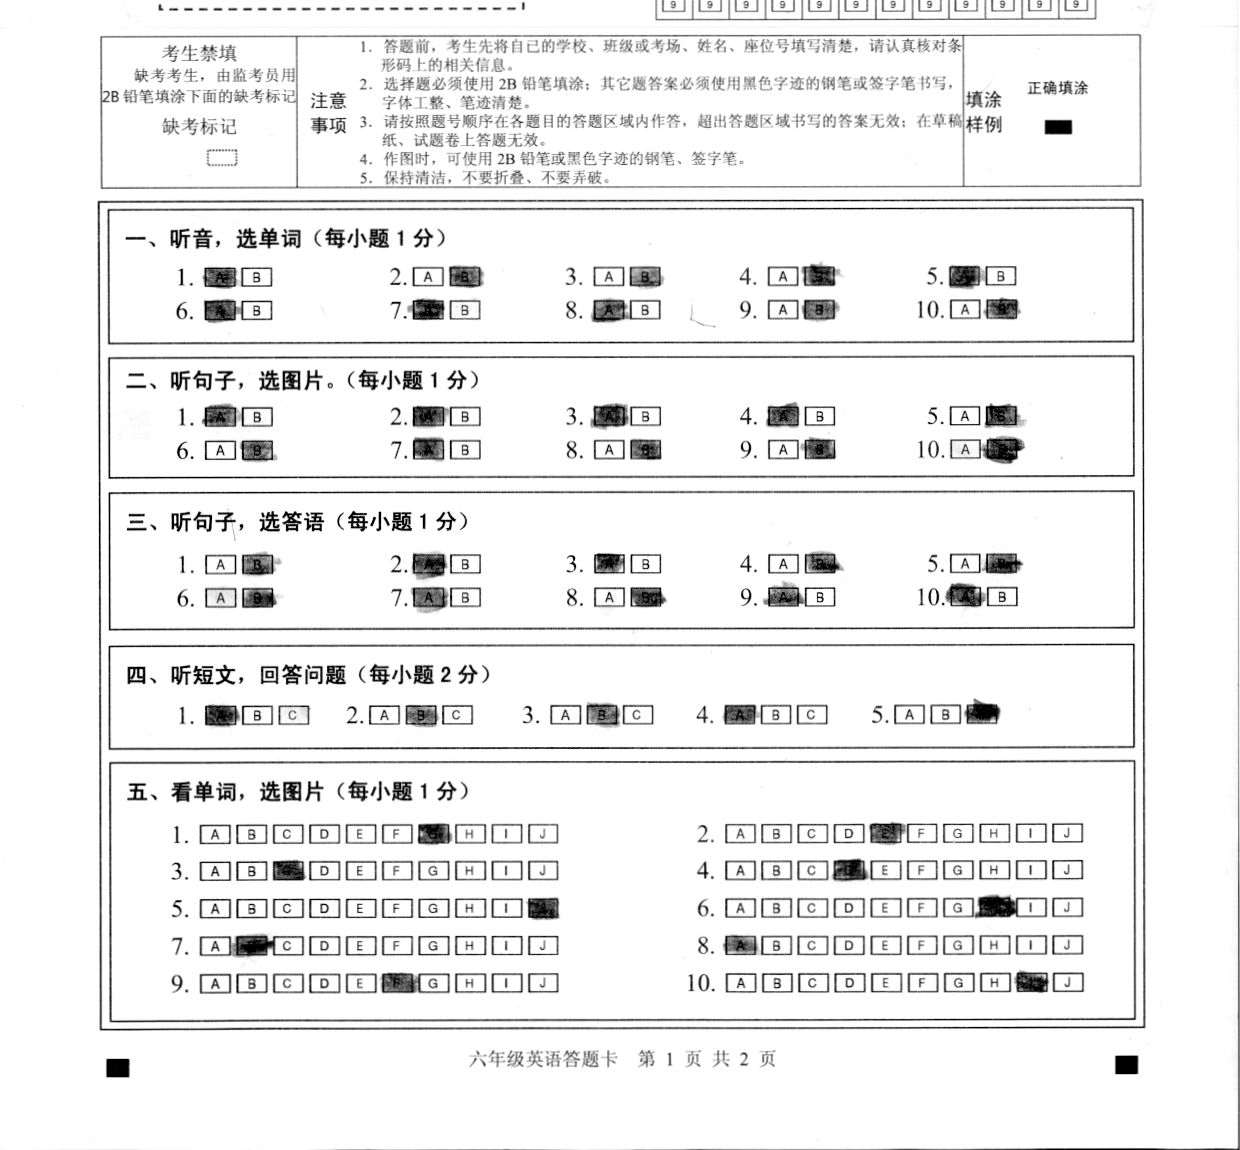 9 9 9 9 9 9 9 9 9 9 9 9
考生禁填
缺考考生，由监考员用
2B 铅笔填涂下面的缺考标记
缺考标记
注意
事项
1．答题前，考生先将自已的学校、班级或考场、姓名、座位号填写清楚，请认真核对条
形码上的相关信息。
2．选择题必须使用 2B 铅笔填涂；其它题答案必须使用黑色字迹的钢笔或签字笔书写，
字体工整、笔迹清楚。
3．请按照题号顺序在各题目的答题区域内作答，超出答题区域书写的答案无效；在草稿
纸、试题卷上答题无效。
4．作图时，可使用 2B 铅笔或黑色字迹的钢笔、签字笔。
5．保持清洁，不要折叠、不要弄破。
填涂
样例
正确填涂
一、听音，选单词（每小题 1 分）
1. A B 2. A B 3. A B 4. A B 5. A B
6. A B 7. A B 8. A B 9. A B 10. A B
二、听句子，选图片。（每小题 1 分）
1. A B 2. A B 3. A B 4. A B 5. A B
6. A B 7. A B 8. A B 9. A B 10. A B
三、听句子，选答语（每小题 1 分）
1. A B 2. A B 3. A B 4. A B 5. A B
6. A B 7. A B 8. A B 9. A B 10. A B
四、听短文，回答问题（每小题 2 分）
1. A B C 2. A B C 3. A B C 4. A B C 5. A B
五、看单词，选图片（每小题 1 分）
1. A B C D E F H I J 2. A B C D E F G H I J
3. A B D E F G H I J 4. A B C E F G H I J
5. A B C D E F G H I 6. A B C D E F G I J
7. A C D E F G H I J 8. A B C D E F G H I J
9. A B C D E F G H I J 10. A B C D E F G H J
六年级英语答题卡 第 1 页 共 2 页